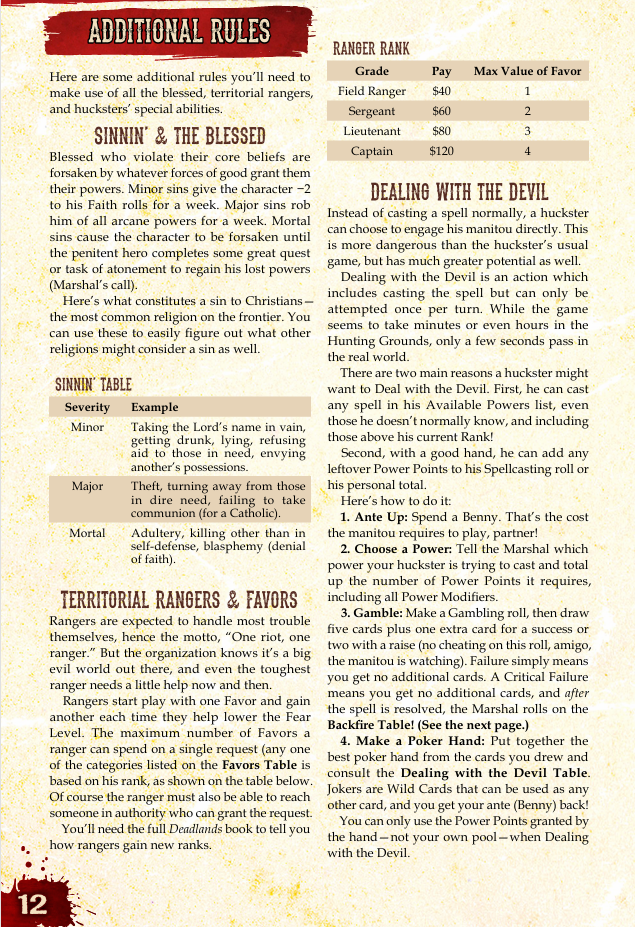 ADDITIONAL RULES
Here are some additional rules you'll need to
make use of all the blessed, territorial rangers,
and hucksters' special abilities.
SINNIN' & THE BLESSED
Blessed who violate their core beliefs are
forsaken by whatever forces of good grant them
their powers. Minor sins give the character −2
to his Faith rolls for a week. Major sins rob
him of all arcane powers for a week. Mortal
sins cause the character to be forsaken until
the penitent hero completes some great quest
or task of atonement to regain his lost powers
(Marshal's call).
Here's what constitutes a sin to Christians—
the most common religion on the frontier. You
can use these to easily figure out what other
religions might consider a sin as well.
SINNIN' TABLE
Severity Example
Minor Taking the Lord's name in vain,
getting drunk, lying, refusing
aid to those in need, envying
another's possessions.
Major Theft, turning away from those
in dire need, failing to take
communion (for a Catholic).
Mortal Adultery, killing other than in
self-defense, blasphemy (denial
of faith).
TERRITORIAL RANGERS & FAVORS
Rangers are expected to handle most trouble
themselves, hence the motto, "One riot, one
ranger." But the organization knows it's a big
evil world out there, and even the toughest
ranger needs a little help now and then.
Rangers start play with one Favor and gain
another each time they help lower the Fear
Level. The maximum number of Favors a
ranger can spend on a single request (any one
of the categories listed on the Favors Table is
based on his rank, as shown on the table below.
Of course the ranger must also be able to reach
someone in authority who can grant the request.
You'll need the full Deadlands book to tell you
how rangers gain new ranks.
12
RANGER RANK
Grade Pay Max Value of Favor
Field Ranger $40 1
Sergeant $60 2
Lieutenant $80 3
Captain $120 4
DEALING WITH THE DEVIL
Instead of casting a spell normally, a huckster
can choose to engage his manitou directly. This
is more dangerous than the huckster's usual
game, but has much greater potential as well.
Dealing with the Devil is an action which
includes casting the spell but can only be
attempted once per turn. While the game
seems to take minutes or even hours in the
Hunting Grounds, only a few seconds pass in
the real world.
There are two main reasons a huckster might
want to Deal with the Devil. First, he can cast
any spell in his Available Powers list, even
those he doesn't normally know, and including
those above his current Rank!
Second, with a good hand, he can add any
leftover Power Points to his Spellcasting roll or
his personal total.
Here's how to do it:
1. Ante Up: Spend a Benny. That's the cost
the manitou requires to play, partner!
2. Choose a Power: Tell the Marshal which
power your huckster is trying to cast and total
up the number of Power Points it requires,
including all Power Modifiers.
3. Gamble: Make a Gambling roll, then draw
five cards plus one extra card for a success or
two with a raise (no cheating on this roll, amigo,
the manitou is watching). Failure simply means
you get no additional cards. A Critical Failure
means you get no additional cards, and after
the spell is resolved, the Marshal rolls on the
Backfire Table! (See the next page.)
4. Make a Poker Hand: Put together the
best poker hand from the cards you drew and
consult the Dealing with the Devil Table.
Jokers are Wild Cards that can be used as any
other card, and you get your ante (Benny) back!
You can only use the Power Points granted by
the hand—not your own pool—when Dealing
with the Devil.